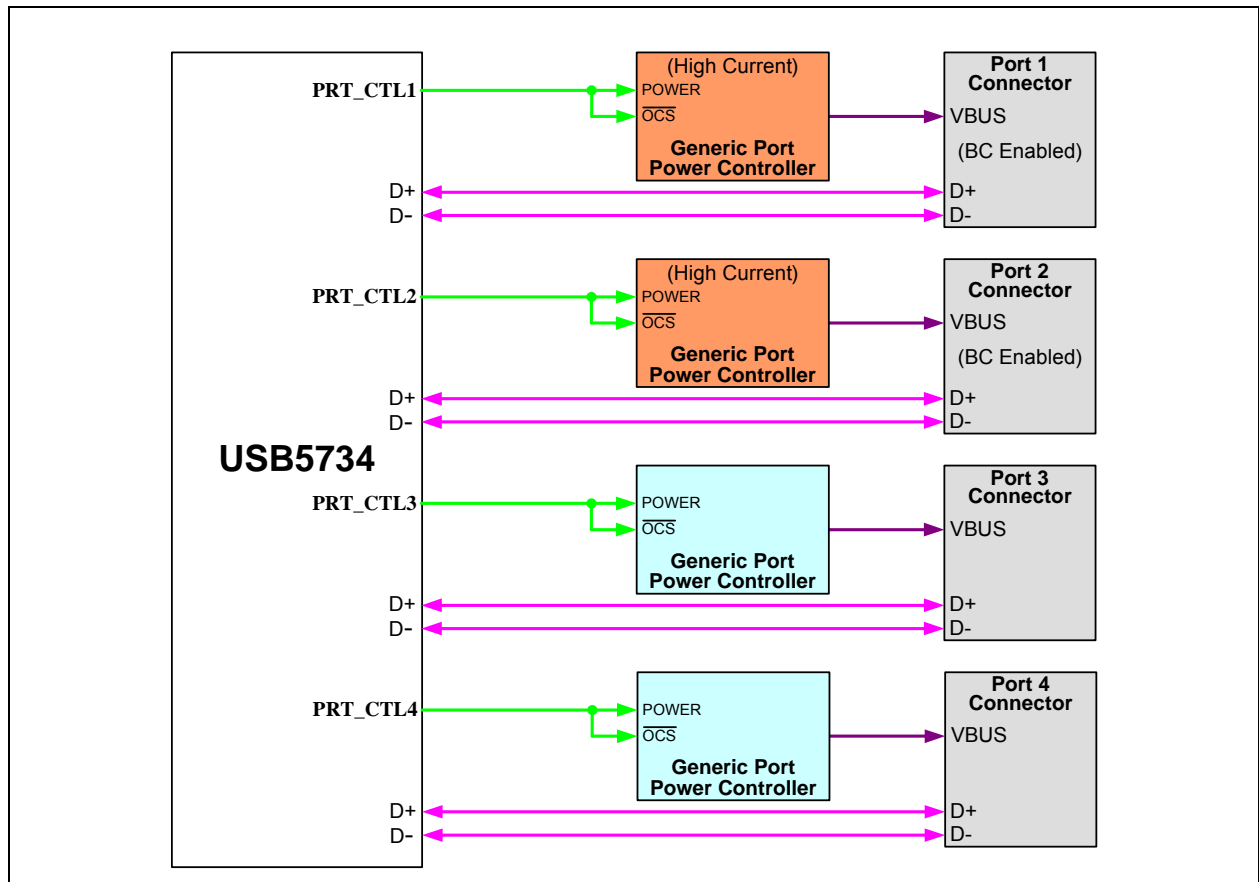 USB5734
PRT_CTL1
D+
D-
(High Current)
POWER
OCS
Generic Port
Power Controller
Port 1
Connector
VBUS
(BC Enabled)
D+
D-
PRT_CTL2
D+
D-
(High Current)
POWER
OCS
Generic Port
Power Controller
Port 2
Connector
VBUS
(BC Enabled)
D+
D-
PRT_CTL3
D+
D-
POWER
OCS
Generic Port
Power Controller
Port 3
Connector
VBUS
D+
D-
PRT_CTL4
D+
D-
POWER
OCS
Generic Port
Power Controller
Port 4
Connector
VBUS
D+
D-